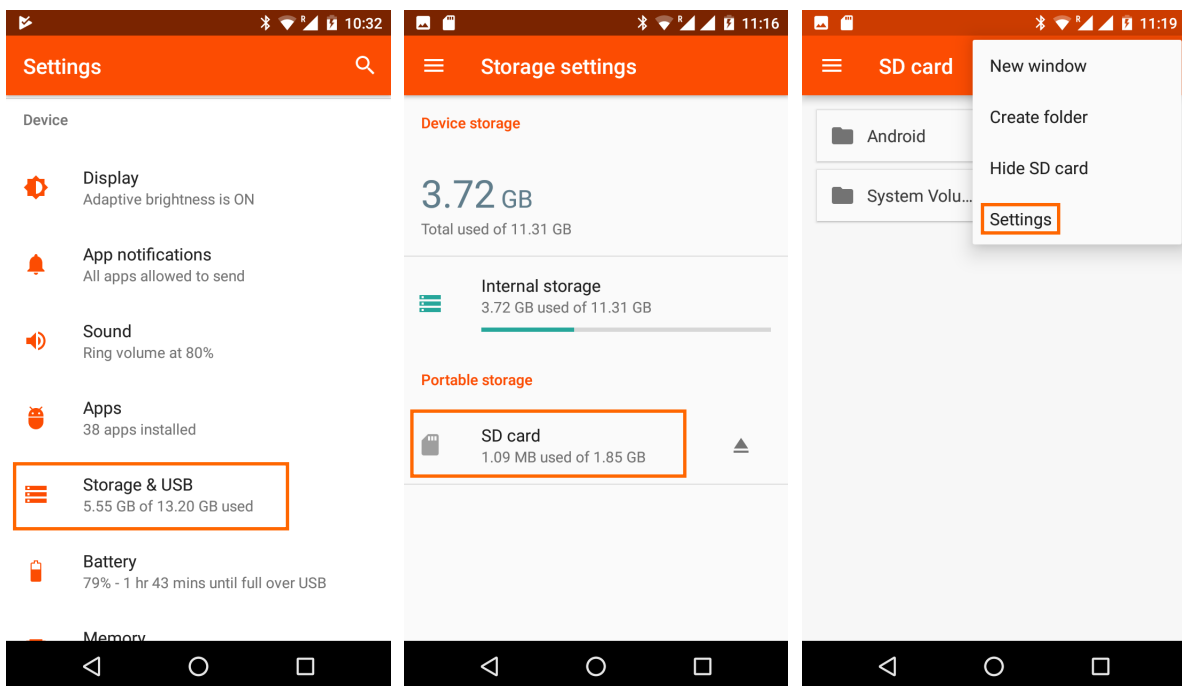 10:32
Settings
Device
Display
Adaptive brightness is ON
App notifications
All apps allowed to send
Sound
Ring volume at 80%
Apps
38 apps installed
Storage & USB
5.55 GB of 13.20 GB used
Battery
79% - 1 hr 43 mins until full over USB
Memory
R 11:16
Storage settings
Device storage
3.72 GB
Total used of 11.31 GB
Internal storage
3.72 GB used of 11.31 GB
Portable storage
SD card
1.09 MB used of 1.85 GB
R 11:19
SD card
New window
Create folder
Hide SD card
Settings
Android
System Volu...